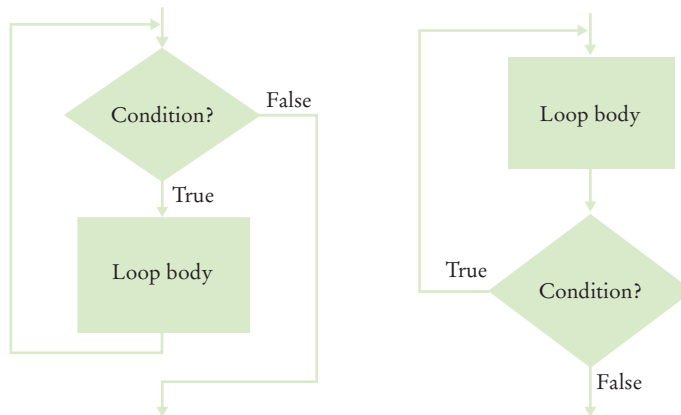 Condition?
False
True
Loop body
Loop body
True
Condition?
False